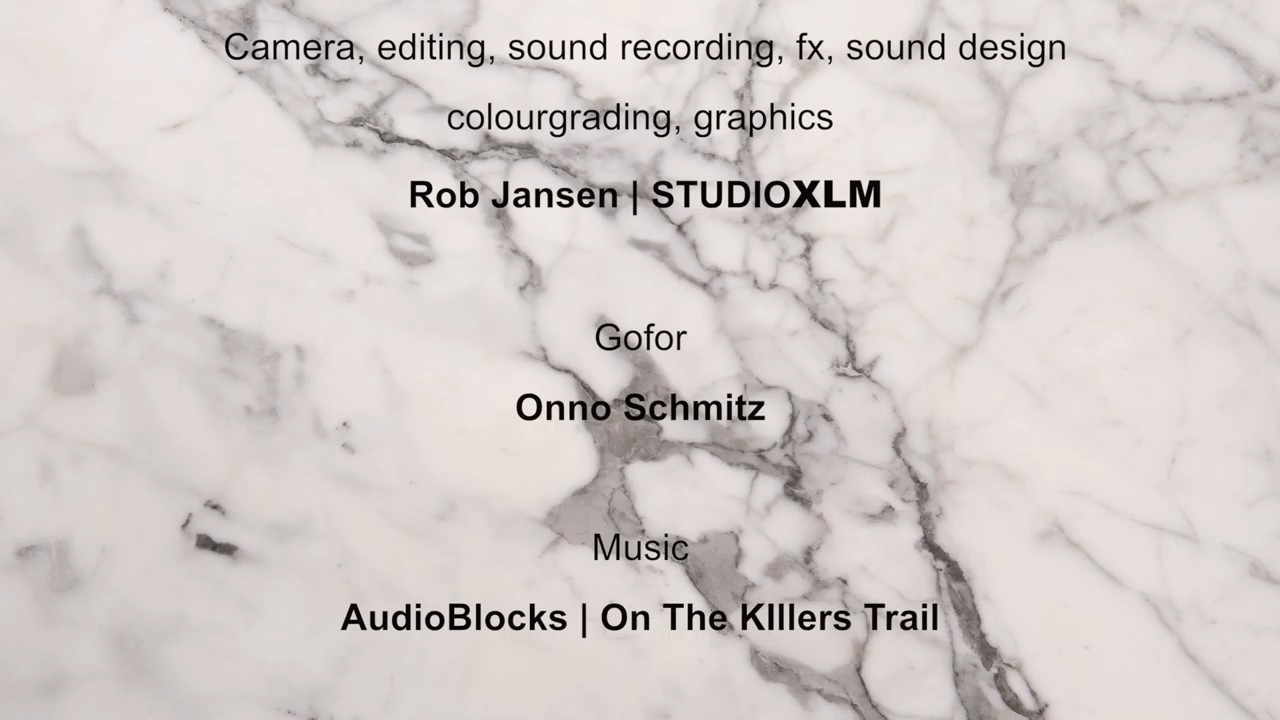 Camera, editing, sound recording, fx, sound design
colourgrading, graphics
Rob Jansen | STUDIOXLM
Gofor
Onno Schmitz
Music
AudioBlocks | On The KIllers Trail